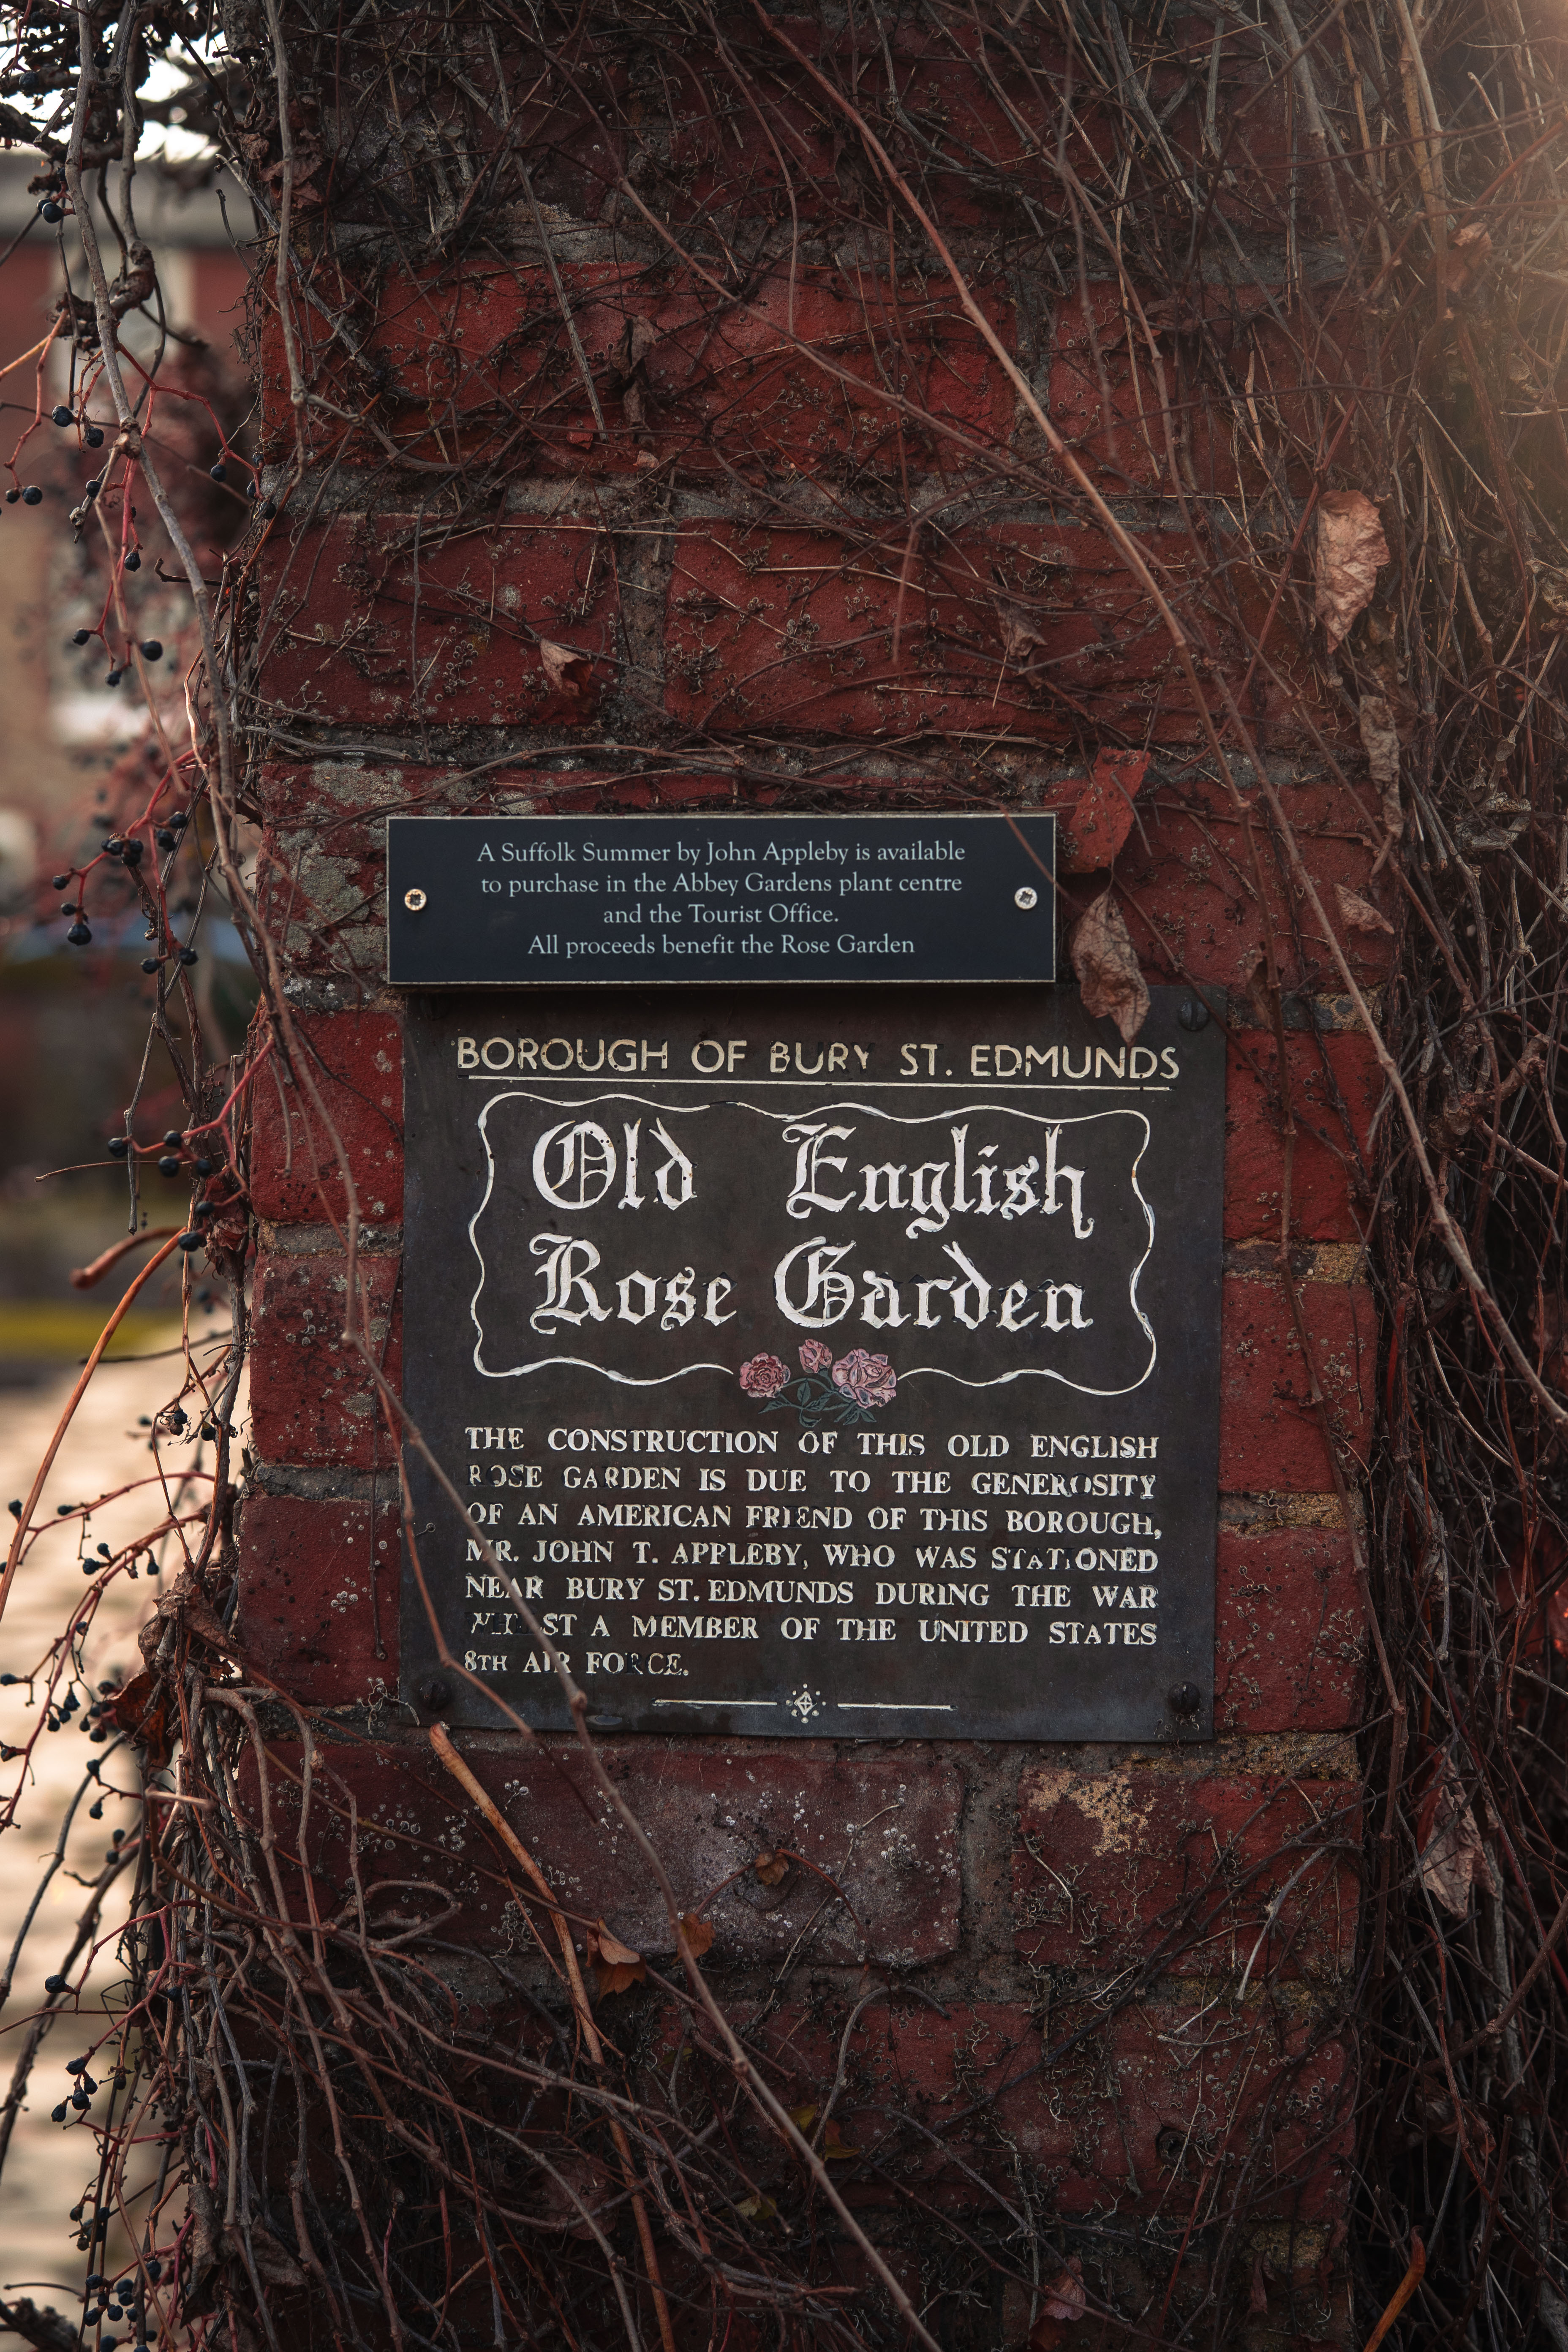 A Suffolk Summer by John Appleby is available
to purchase in the Abbey Gardens plant centre
and the Tourist Office.
All proceeds benefit the Rose Garden
BOROUGH OF BURY ST. EDMUNDS
Old English
Rose Garden
THE CONSTRUCTION OF THIS OLD ENGLISH
ROSE GARDEN IS DUE TO THE GENEROSITY
OF AN AMERICAN FRIEND OF THIS BOROUGH,
MR. JOHN T. APPLEBY, WHO WAS STATIONED
NEAR BURY ST. EDMUNDS DURING THE WAR
WHILST A MEMBER OF THE UNITED STATES
8TH AIR FORCE.